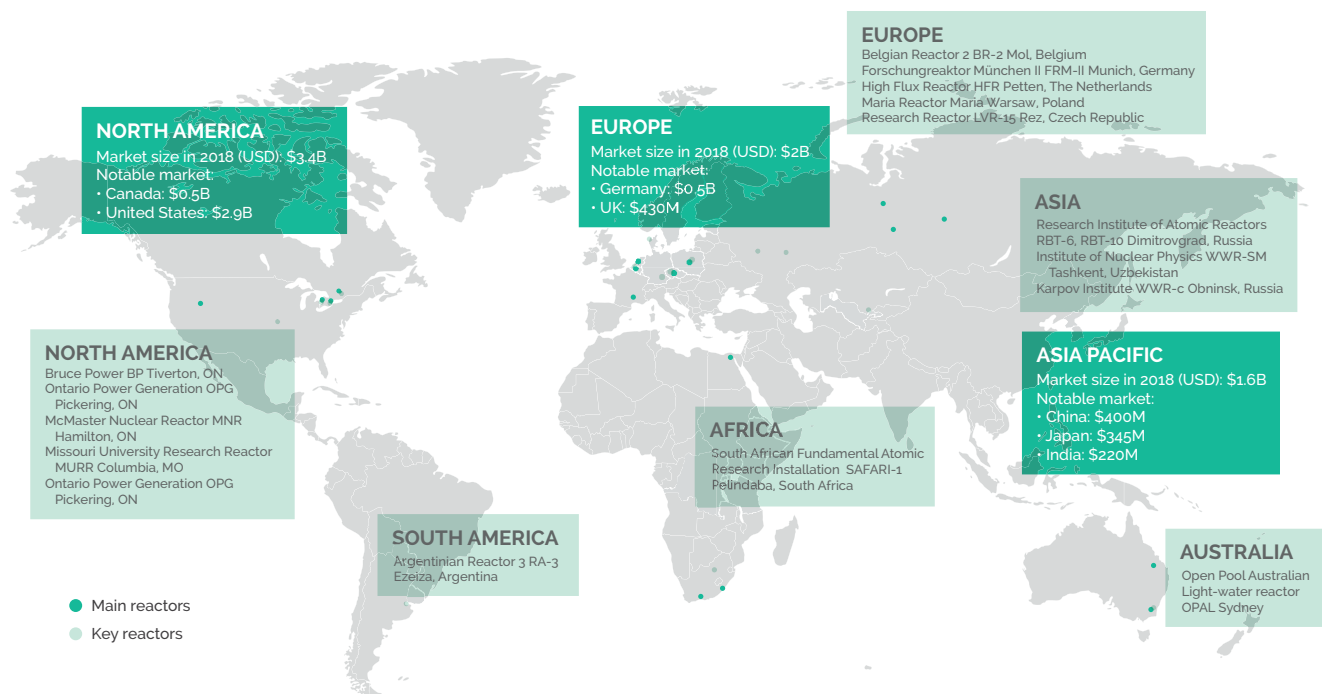 EUROPE
Belgian Reactor 2 BR-2 Mol, Belgium
Forschungreaktor München II FRM-II Munich, Germany
High Flux Reactor HFR Petten, The Netherlands
Maria Reactor Maria Warsaw, Poland
Research Reactor LVR-15 Rez, Czech Republic
NORTH AMERICA
Market size in 2018 (USD): $3.4B
Notable market:
• Canada: $0.5B
• United States: $2.9B
EUROPE
Market size in 2018 (USD): $2B
Notable market:
• Germany: $0.5B
• UK: $430M
ASIA
Research Institute of Atomic Reactors
RBT-6, RBT-10 Dimitrovgrad, Russia
Institute of Nuclear Physics WWR-SM
Tashkent, Uzbekistan
Karpov Institute WWR-c Obninsk, Russia
NORTH AMERICA
Bruce Power BP Tiverton, ON
Ontario Power Generation OPG
Pickering, ON
McMaster Nuclear Reactor MNR
Hamilton, ON
Missouri University Research Reactor
MURR Columbia, MO
Ontario Power Generation OPG
Pickering, ON
ASIA PACIFIC
Market size in 2018 (USD): $1.6B
Notable market:
• China: $400M
• Japan: $345M
• India: $220M
AFRICA
South African Fundamental Atomic
Research Installation SAFARI-1
Pelindaba, South Africa
SOUTH AMERICA
Argentinian Reactor 3 RA-3
Ezeiza, Argentina
AUSTRALIA
Open Pool Australian
Light-water reactor
OPAL Sydney
Main reactors
Key reactors